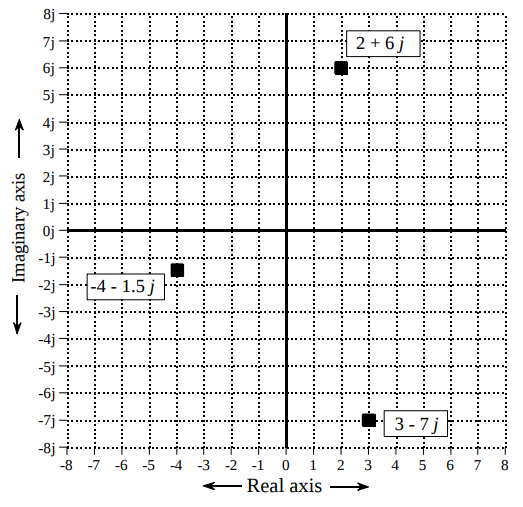 8j
7j
6j
5j
4j
3j
2j
1j
0j
-1j
-2j
-3j
-4j
-5j
-6j
-7j
-8j
Imaginary axis
2 + 6 j
-4 - 1.5 j
3 - 7 j
-8 -7 -6 -5 -4 -3 -2 -1 0 1 2 3 4 5 6 7 8
Real axis